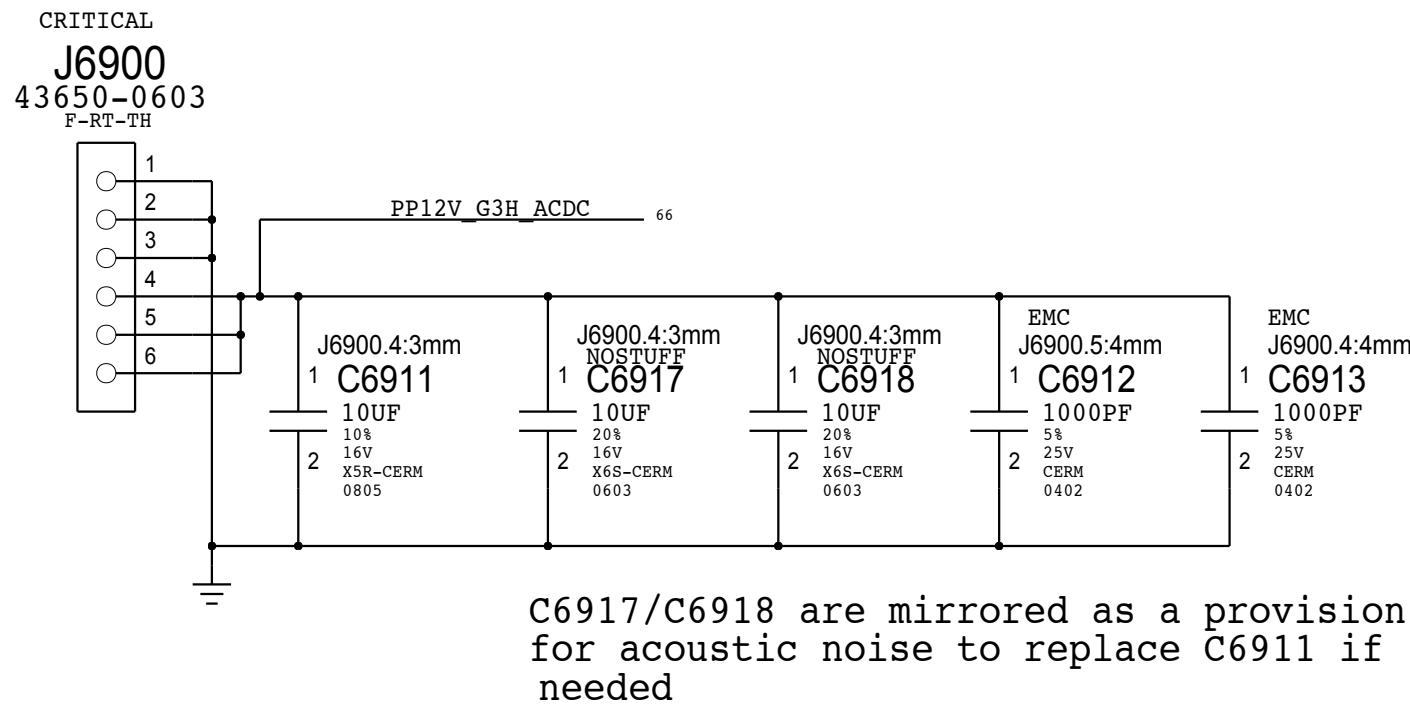 CRITICAL
J6900
43650-0603
F-RT-TH
1
2
3
4
5
6
PP12V_G3H_ACDC
66
J6900.4:3mm
1
C6911
10UF
10%
16V
X5R-CERM
0805
2
J6900.4:3mm
NOSTUFF
1
C6917
10UF
20%
16V
X6S-CERM
0603
2
J6900.4:3mm
NOSTUFF
1
C6918
10UF
20%
16V
X6S-CERM
0603
2
EMC
J6900.5:4mm
1
C6912
1000PF
5%
25V
CERM
0402
2
EMC
J6900.4:4mm
1
C6913
1000PF
5%
25V
CERM
0402
2
C6917/C6918 are mirrored as a provision
for acoustic noise to replace C6911 if
needed